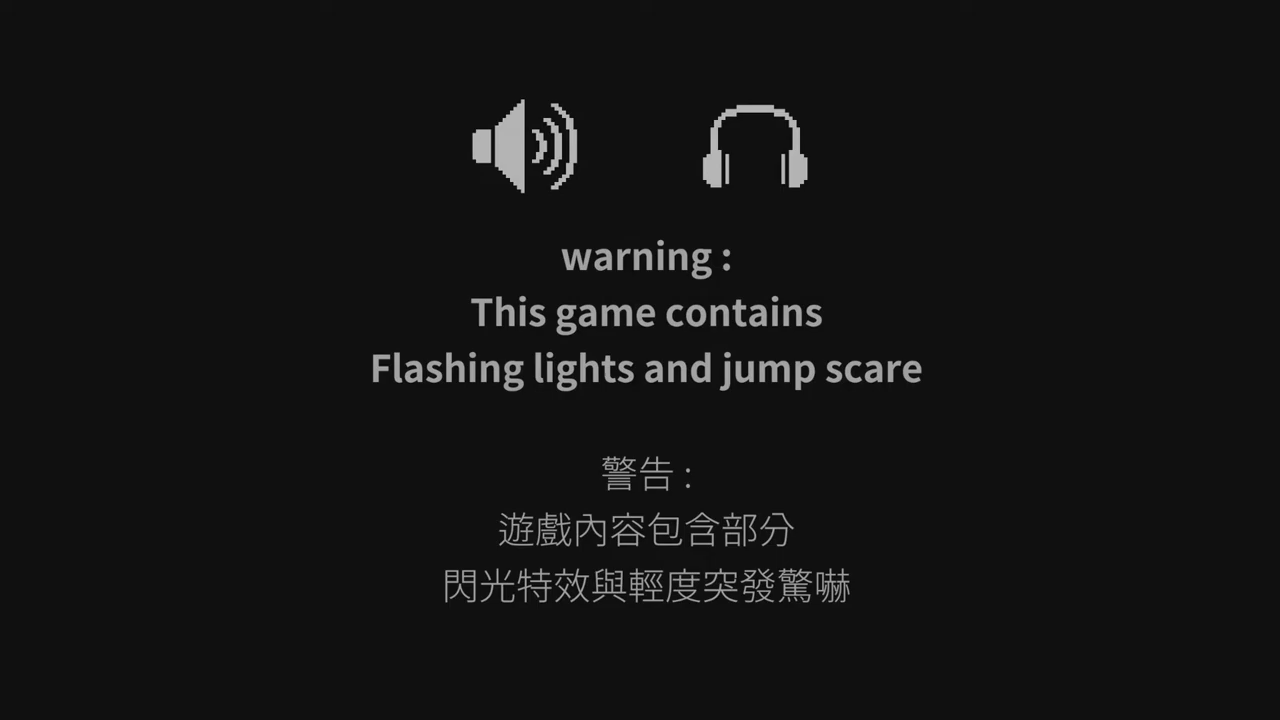 warning :
This game contains
Flashing lights and jump scare
警告 :
遊戲內容包含部分
閃光特效與輕度突發驚嚇